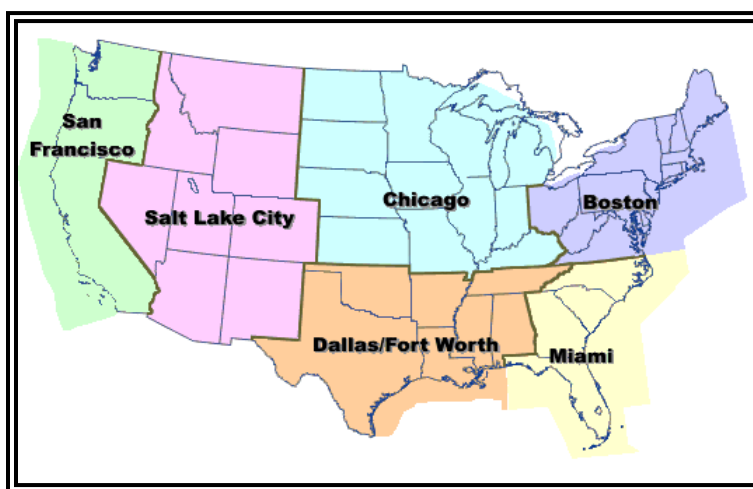 San
Francisco
Salt Lake City
Chicago
Boston
Dallas/Fort Worth
Miami